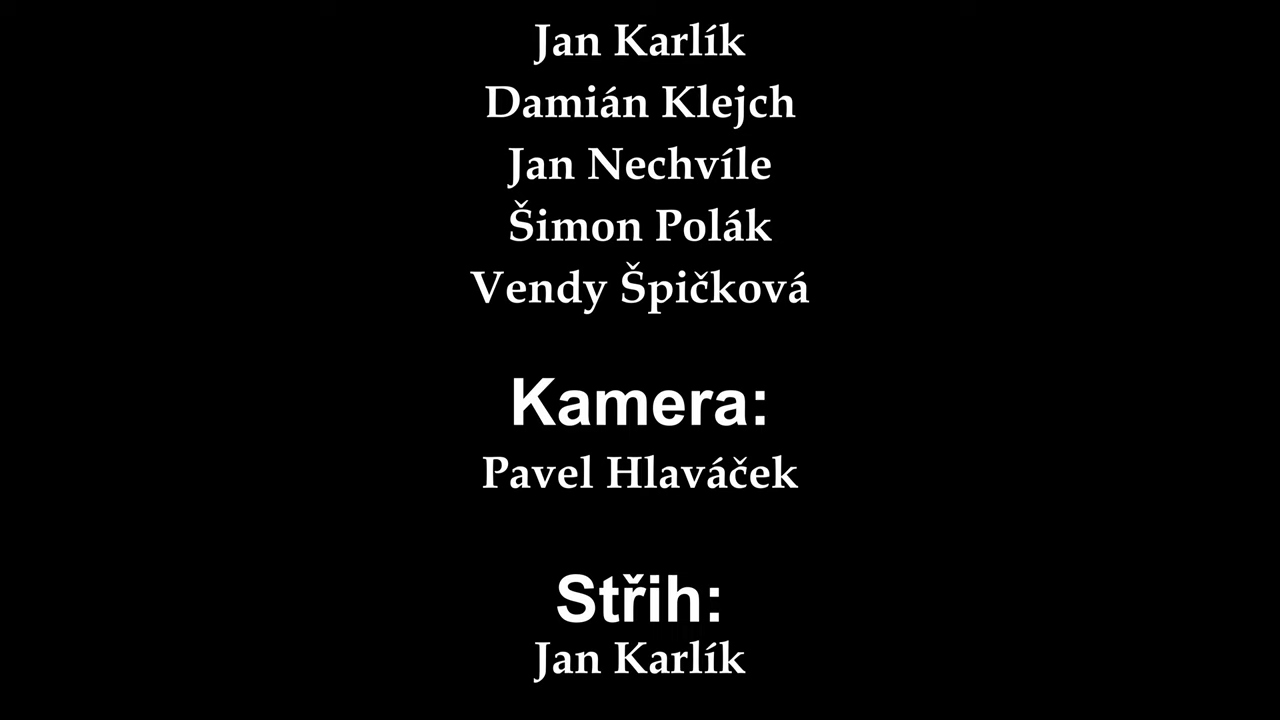 Jan Karlík
Damián Klejch
Jan Nechvíle
Šimon Polák
Vendy Špičková
Kamera:
Pavel Hlaváček
Střih:
Jan Karlík